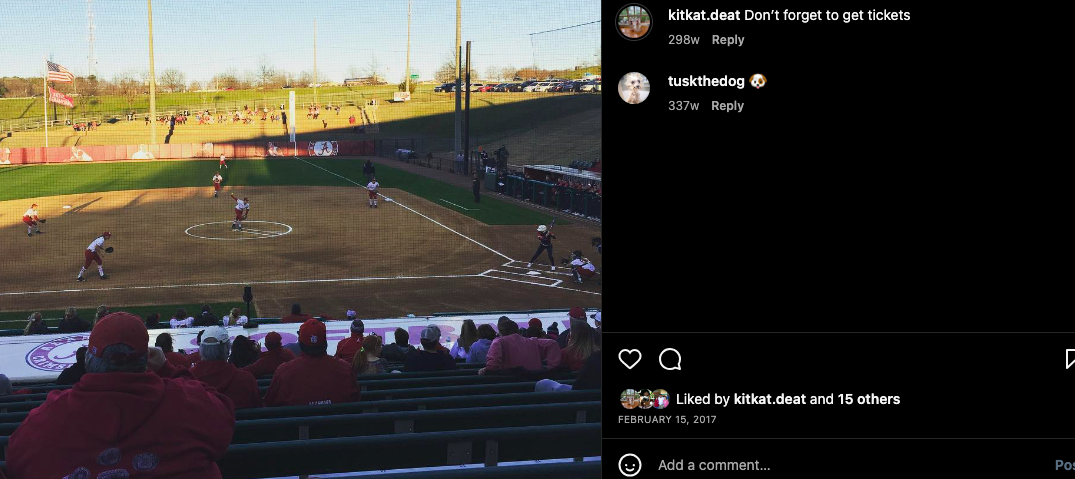 kitkat.deat Don't forget to get tickets
298w Reply
tuskthedog 🐶
337w Reply
Liked by kitkat.deat and 15 others
FEBRUARY 15, 2017
Add a comment...